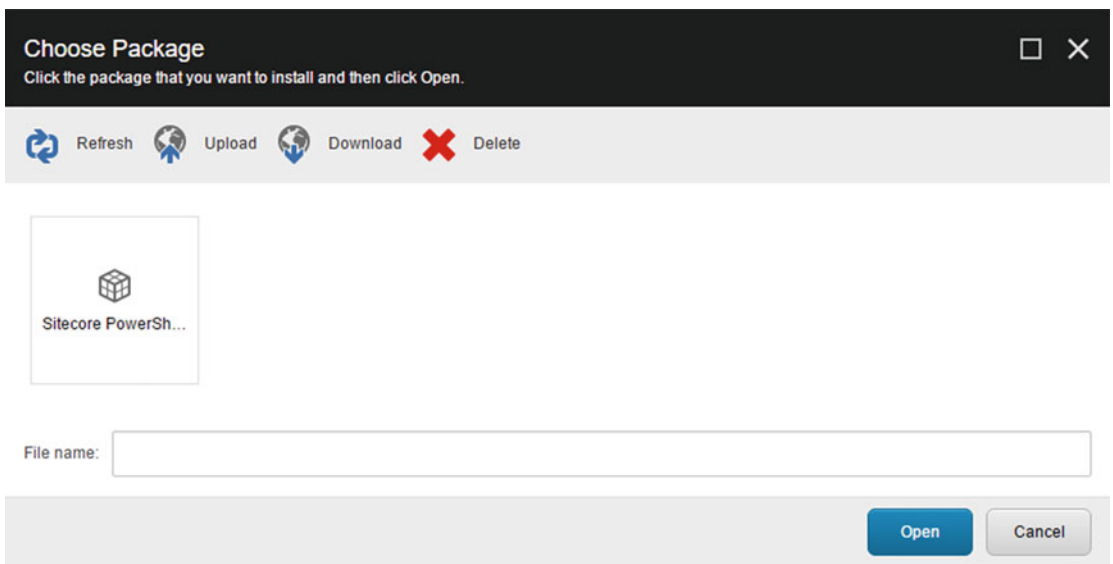 Choose Package
Click the package that you want to install and then click Open.
Refresh Upload Download Delete
Sitecore PowerSh...
File name:
Open Cancel